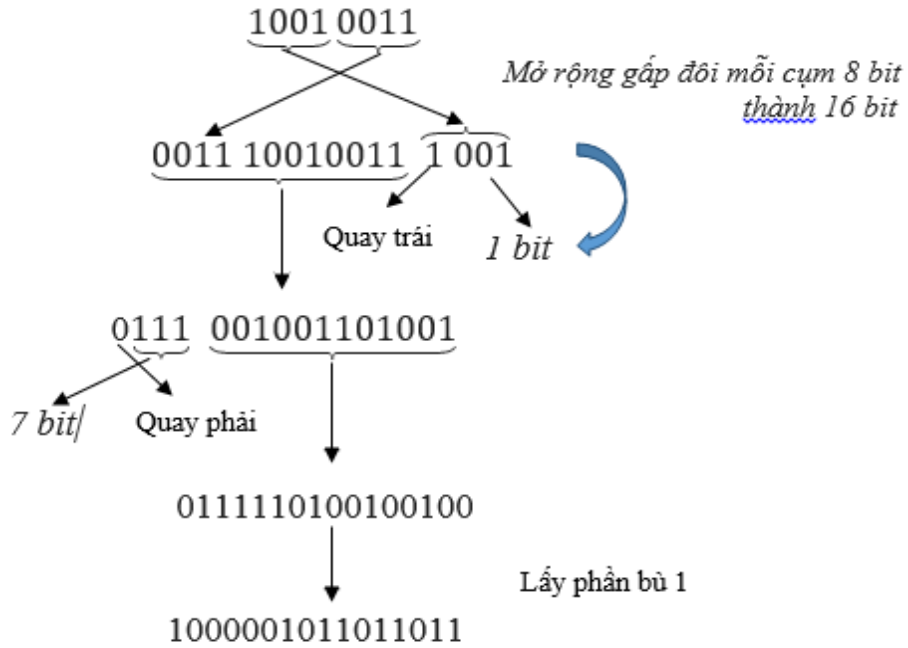 1001 0011
Mở rộng gấp đôi mỗi cụm 8 bit
thành 16 bit
0011 10010011 1 001
Quay trái
1 bit
0111 001001101001
7 bit
Quay phải
0111110100100100
Lấy phần bù 1
1000001011011011